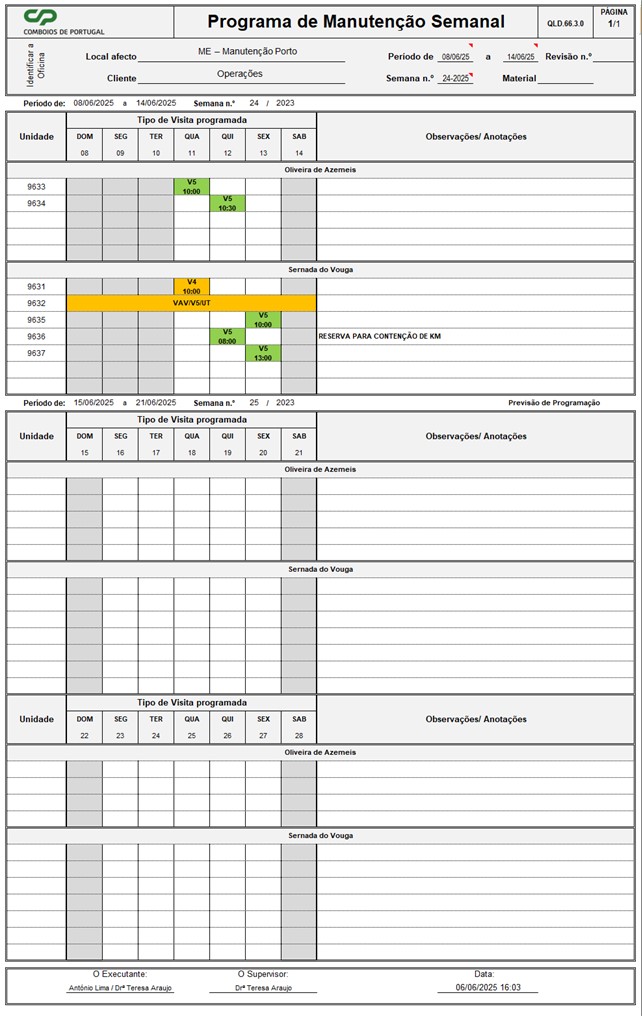 CP
COMBOIOS DE PORTUGAL
Programa de Manutenção Semanal
QLD.66.3.0
PÁGINA
1/1
Identificar a
Oficina
Local afecto ME – Manutenção Porto
Periodo de 08/06/25 a 14/06/25 Revisão n.º
Cliente Operações
Semana n.º 24-2025 Material
Periodo de: 08/06/2025 a 14/06/2025 Semana n.º 24 / 2023
Unidade
Tipo de Visita programada
Observações/ Anotações
DOM SEG TER QUA QUI SEX SAB
08 09 10 11 12 13 14
Oliveira de Azemeis
9633 V5
10:00
9634 V5
10:30
Sernada do Vouga
9631 V4
10:00
9632 VAV/V5/UT
9635 V5
10:00
9636 V5
08:00 RESERVA PARA CONTENÇÃO DE KM
9637 V5
13:00
Periodo de: 15/06/2025 a 21/06/2025 Semana n.º 25 / 2023 Previsão de Programação
Unidade
Tipo de Visita programada
Observações/ Anotações
DOM SEG TER QUA QUI SEX SAB
15 16 17 18 19 20 21
Oliveira de Azemeis
Sernada do Vouga
Unidade
Tipo de Visita programada
Observações/ Anotações
DOM SEG TER QUA QUI SEX SAB
22 23 24 25 26 27 28
Oliveira de Azemeis
Sernada do Vouga
O Executante: O Supervisor: Data:
António Lima / Drª Teresa Araujo Drª Teresa Araujo 06/06/2025 16:03